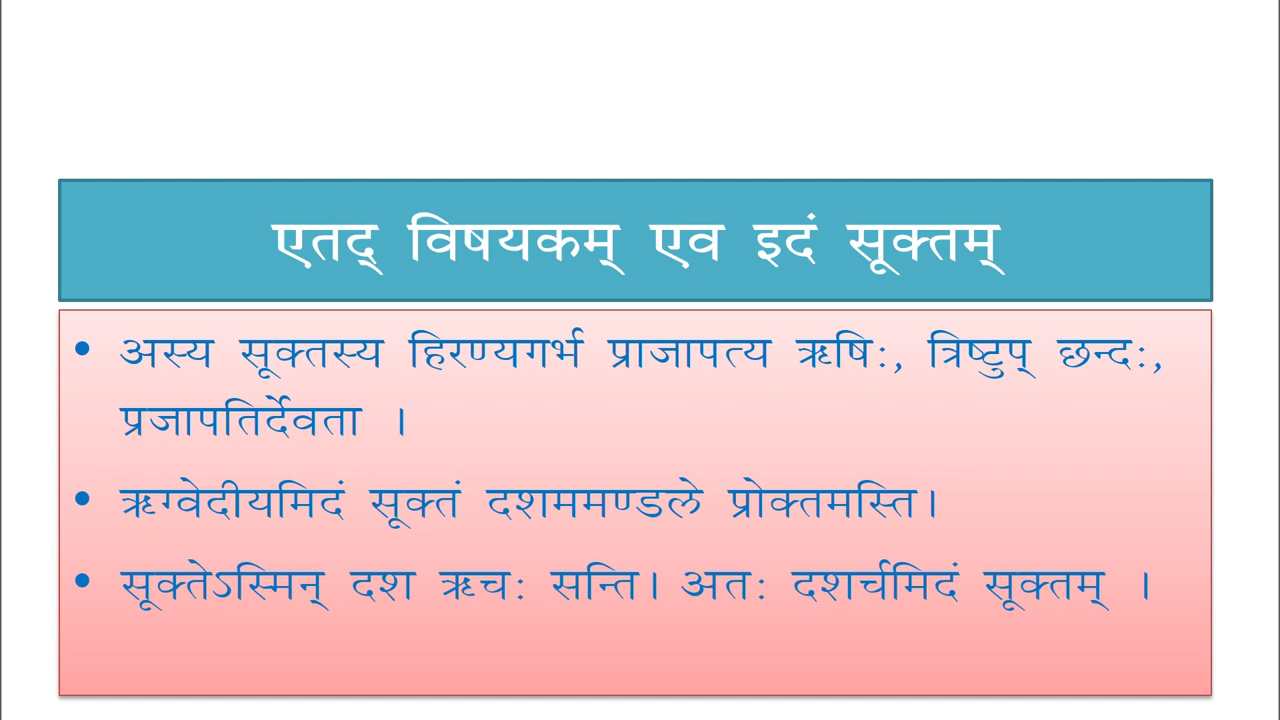 एतद् विषयकम् एव इदं सूक्तम्
• अस्य सूक्तस्य हिरण्यगर्भ प्राजापत्य ऋषिः, त्रिष्टुप् छन्दः,
प्रजापतिर्देवता ।
• ऋग्वेदीयमिदं सूक्तं दशममण्डले प्रोक्तमस्ति।
• सूक्तेऽस्मिन् दश ऋचः सन्ति। अतः दशर्चमिदं सूक्तम् ।